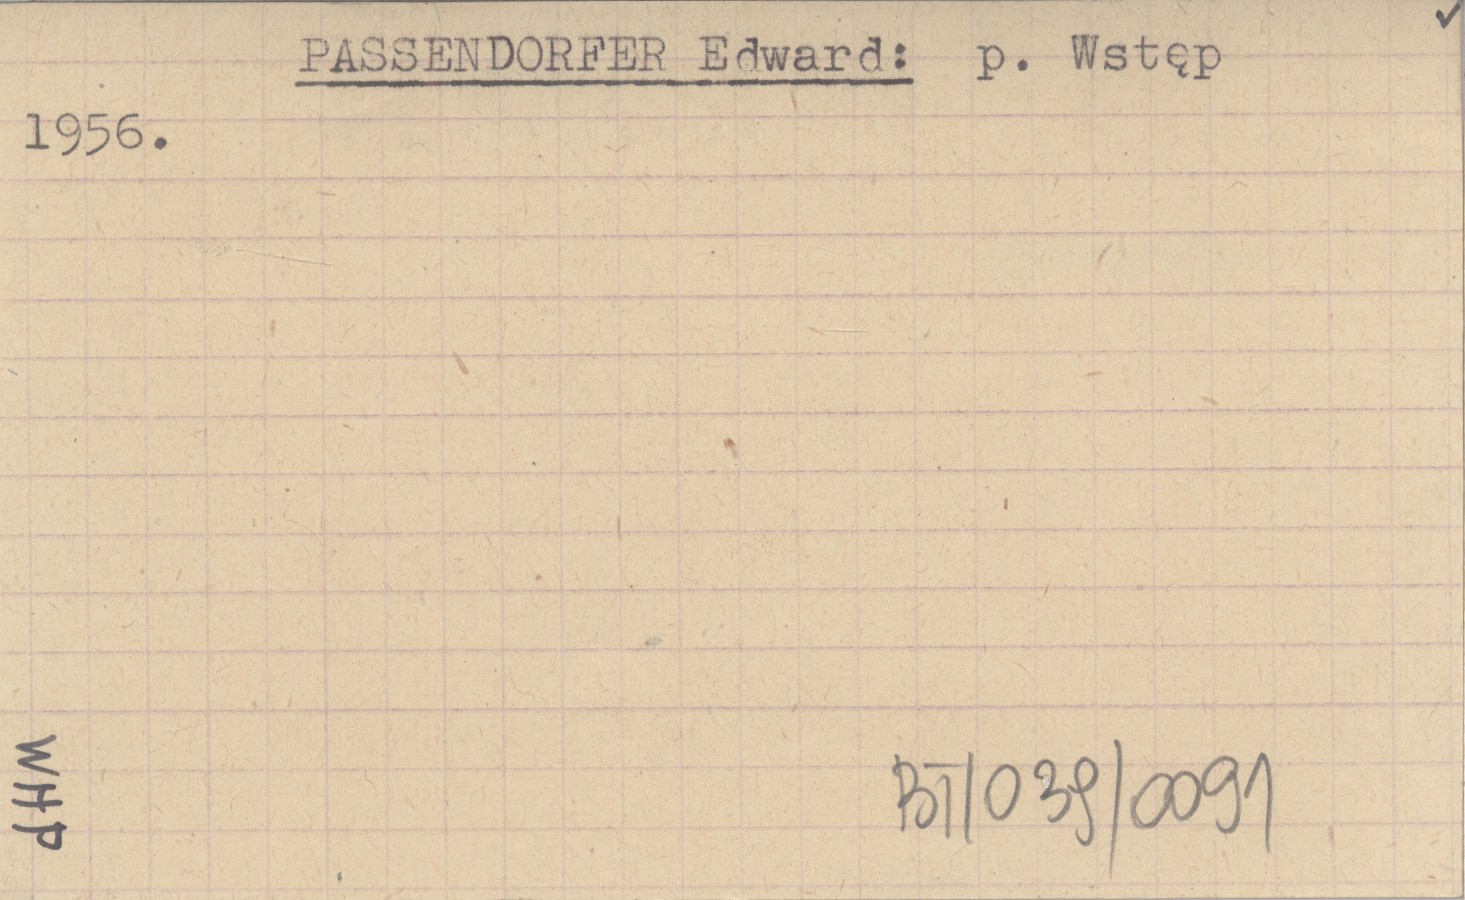 PASSENDORFER Edward: p. Wstęp
1956.
WHP
BT/039/0091